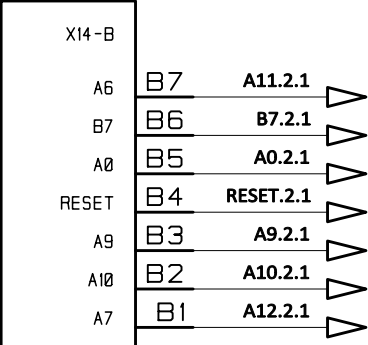 X14-B
A6 B7 A11.2.1
B7 B6 B7.2.1
A0 B5 A0.2.1
RESET B4 RESET.2.1
A9 B3 A9.2.1
A10 B2 A10.2.1
A7 B1 A12.2.1